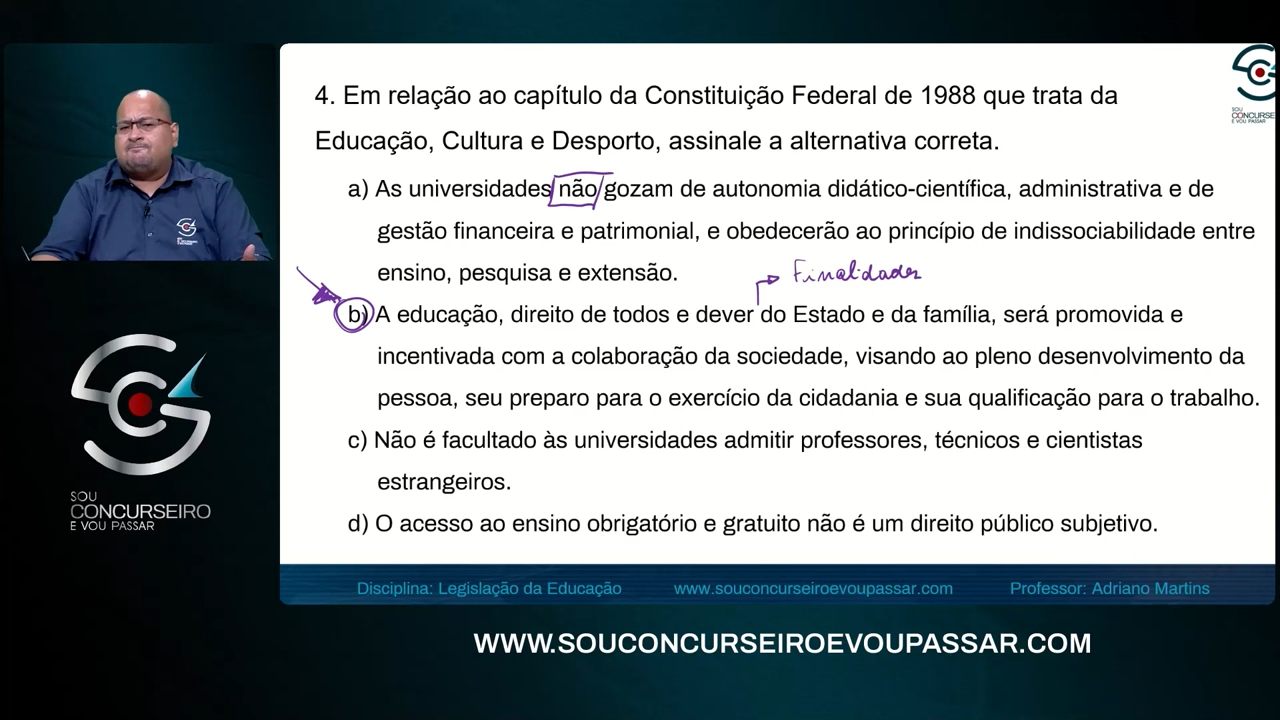 4. Em relação ao capítulo da Constituição Federal de 1988 que trata da
Educação, Cultura e Desporto, assinale a alternativa correta.
a) As universidades não gozam de autonomia didático-científica, administrativa e de
gestão financeira e patrimonial, e obedecerão ao princípio de indissociabilidade entre
ensino, pesquisa e extensão.
Finalidades
b) A educação, direito de todos e dever do Estado e da família, será promovida e
incentivada com a colaboração da sociedade, visando ao pleno desenvolvimento da
pessoa, seu preparo para o exercício da cidadania e sua qualificação para o trabalho.
c) Não é facultado às universidades admitir professores, técnicos e cientistas
estrangeiros.
d) O acesso ao ensino obrigatório e gratuito não é um direito público subjetivo.
Disciplina: Legislação da Educação www.souconcurseiroevoupassar.com Professor: Adriano Martins
WWW.SOUCONCURSEIROEVOUPASSAR.COM
SOU
CONCURSEIRO
E VOU PASSAR
SOU
CONCURSE
E VOU PASSAR